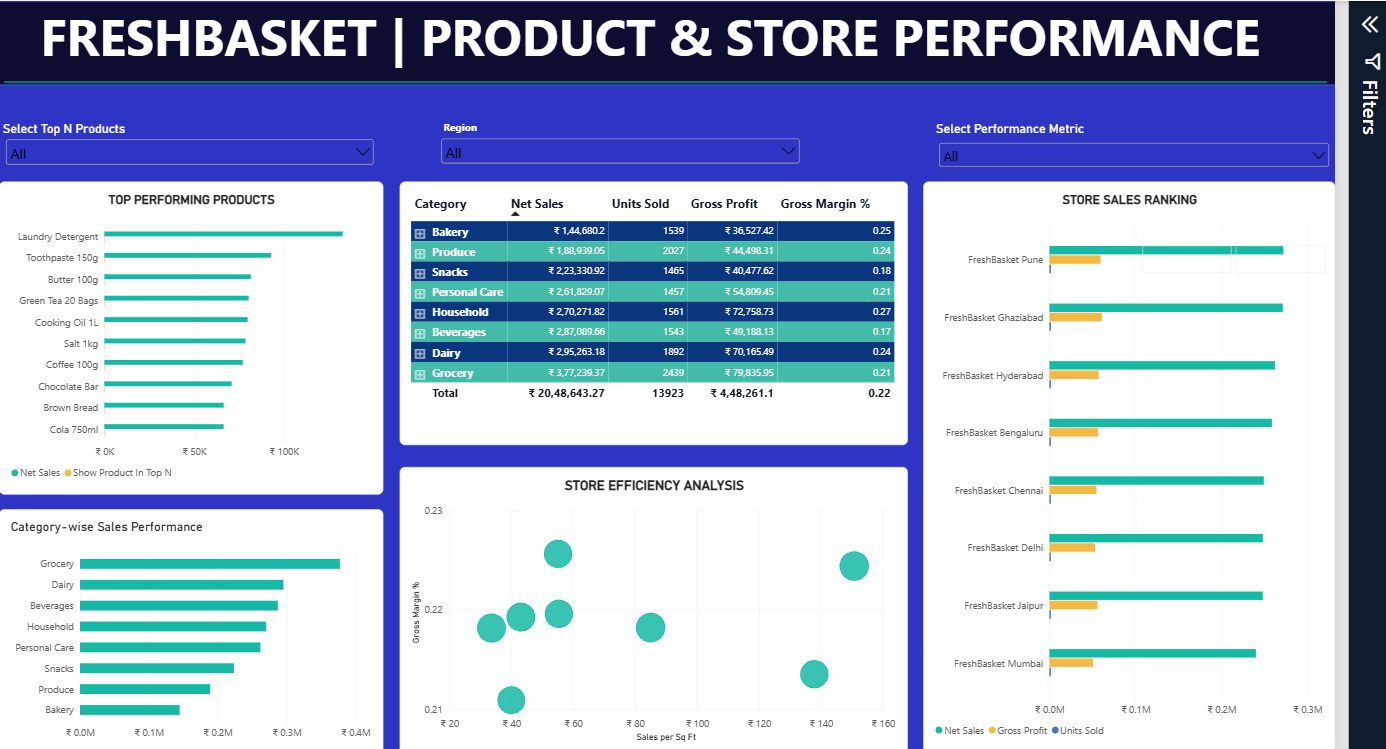 FRESHBASKET | PRODUCT & STORE PERFORMANCE
Filters
Select Top N Products
All
Region
All
Select Performance Metric
All
TOP PERFORMING PRODUCTS
Laundry Detergent
Toothpaste 150g
Butter 100g
Green Tea 20 Bags
Cooking Oil 1L
Salt 1kg
Coffee 100g
Chocolate Bar
Brown Bread
Cola 750ml
₹ 0K ₹ 50K ₹ 100K
Net Sales Show Product In Top N
Category-wise Sales Performance
Grocery
Dairy
Beverages
Household
Personal Care
Snacks
Produce
Bakery
₹ 0.0M ₹ 0.1M ₹ 0.2M ₹ 0.3M ₹ 0.4M
Category Net Sales Units Sold Gross Profit Gross Margin %
Bakery ₹ 1,44,680.2 1539 ₹ 36,527.42 0.25
Produce ₹ 1,88,939.05 2027 ₹ 44,498.31 0.24
Snacks ₹ 2,23,330.92 1465 ₹ 40,477.62 0.18
Personal Care ₹ 2,61,829.07 1457 ₹ 54,809.45 0.21
Household ₹ 2,70,271.82 1561 ₹ 72,758.73 0.27
Beverages ₹ 2,87,089.66 1543 ₹ 49,188.13 0.17
Dairy ₹ 2,95,263.18 1892 ₹ 70,165.49 0.24
Grocery ₹ 3,77,239.37 2439 ₹ 79,835.95 0.21
Total ₹ 20,48,643.27 13923 ₹ 4,48,261.1 0.22
STORE EFFICIENCY ANALYSIS
Gross Margin %
0.23
0.22
0.21
₹ 20 ₹ 40 ₹ 60 ₹ 80 ₹ 100 ₹ 120 ₹ 140 ₹ 160
Sales per Sq Ft
STORE SALES RANKING
FreshBasket Pune
FreshBasket Ghaziabad
FreshBasket Hyderabad
FreshBasket Bengaluru
FreshBasket Chennai
FreshBasket Delhi
FreshBasket Jaipur
FreshBasket Mumbai
₹ 0.0M ₹ 0.1M ₹ 0.2M ₹ 0.3M
Net Sales Gross Profit Units Sold